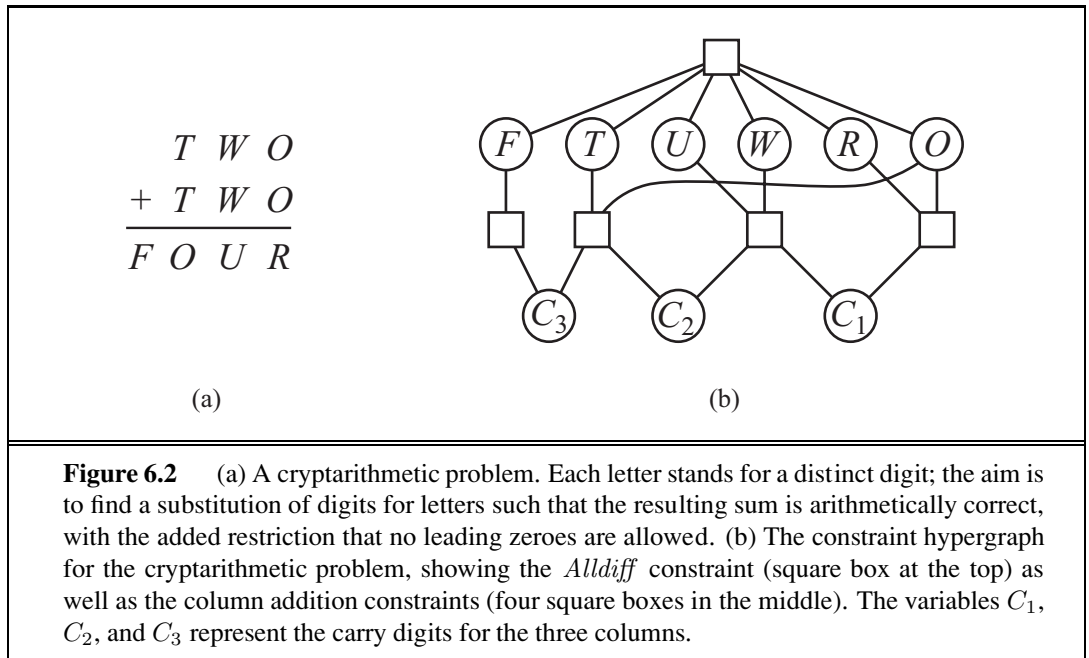 T W O
+ T W O
F O U R
F T U W R O
C3 C2 C1
(a) (b)
Figure 6.2 (a) A cryptarithmetic problem. Each letter stands for a distinct digit; the aim is
to find a substitution of digits for letters such that the resulting sum is arithmetically correct,
with the added restriction that no leading zeroes are allowed. (b) The constraint hypergraph
for the cryptarithmetic problem, showing the Alldiff constraint (square box at the top) as
well as the column addition constraints (four square boxes in the middle). The variables C1,
C2, and C3 represent the carry digits for the three columns.